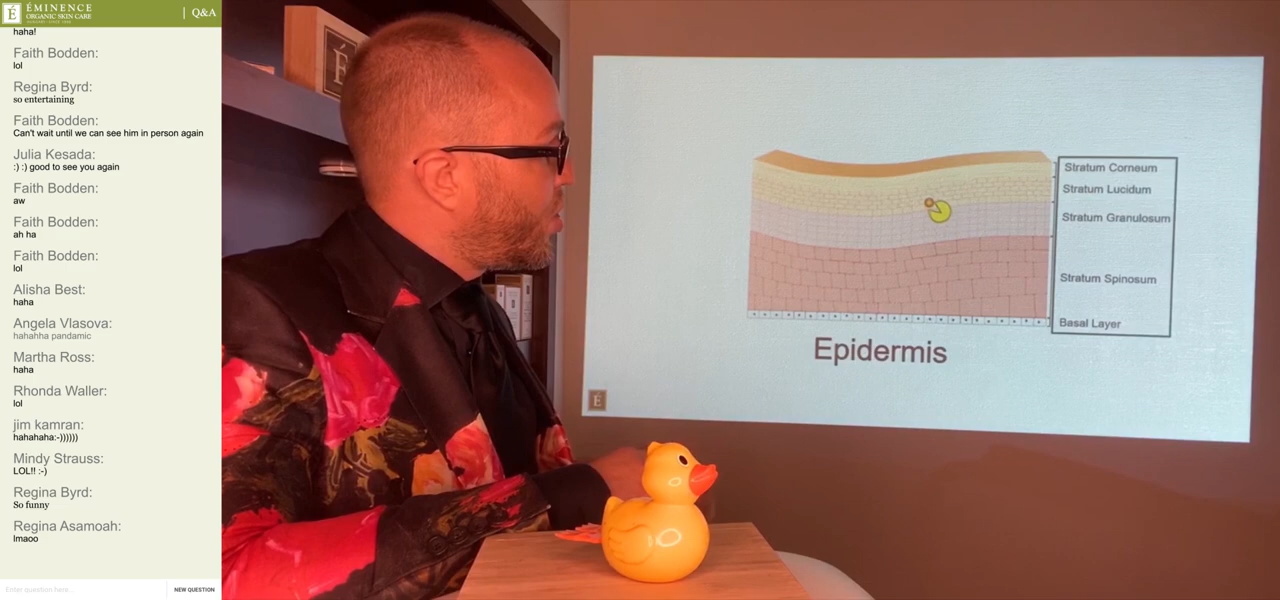 ÉMINENCE
ORGANIC SKIN CARE
Q&A
haha!
Faith Bodden:
lol
Regina Byrd:
so entertaining
Faith Bodden:
Can't wait until we can see him in person again
Julia Kesada:
:) :) good to see you again
Faith Bodden:
aw
Faith Bodden:
ah ha
Faith Bodden:
lol
Alisha Best:
haha
Angela Vlasova:
hahahha pandamic
Martha Ross:
haha
Rhonda Waller:
lol
jim kamran:
hahahaha:-))))))
Mindy Strauss:
LOL!! :-)
Regina Byrd:
So funny
Regina Asamoah:
lmaoo
Enter question here...
NEW QUESTION
É
Stratum Corneum
Stratum Lucidum
Stratum Granulosum
Stratum Spinosum
Basal Layer
Epidermis
É